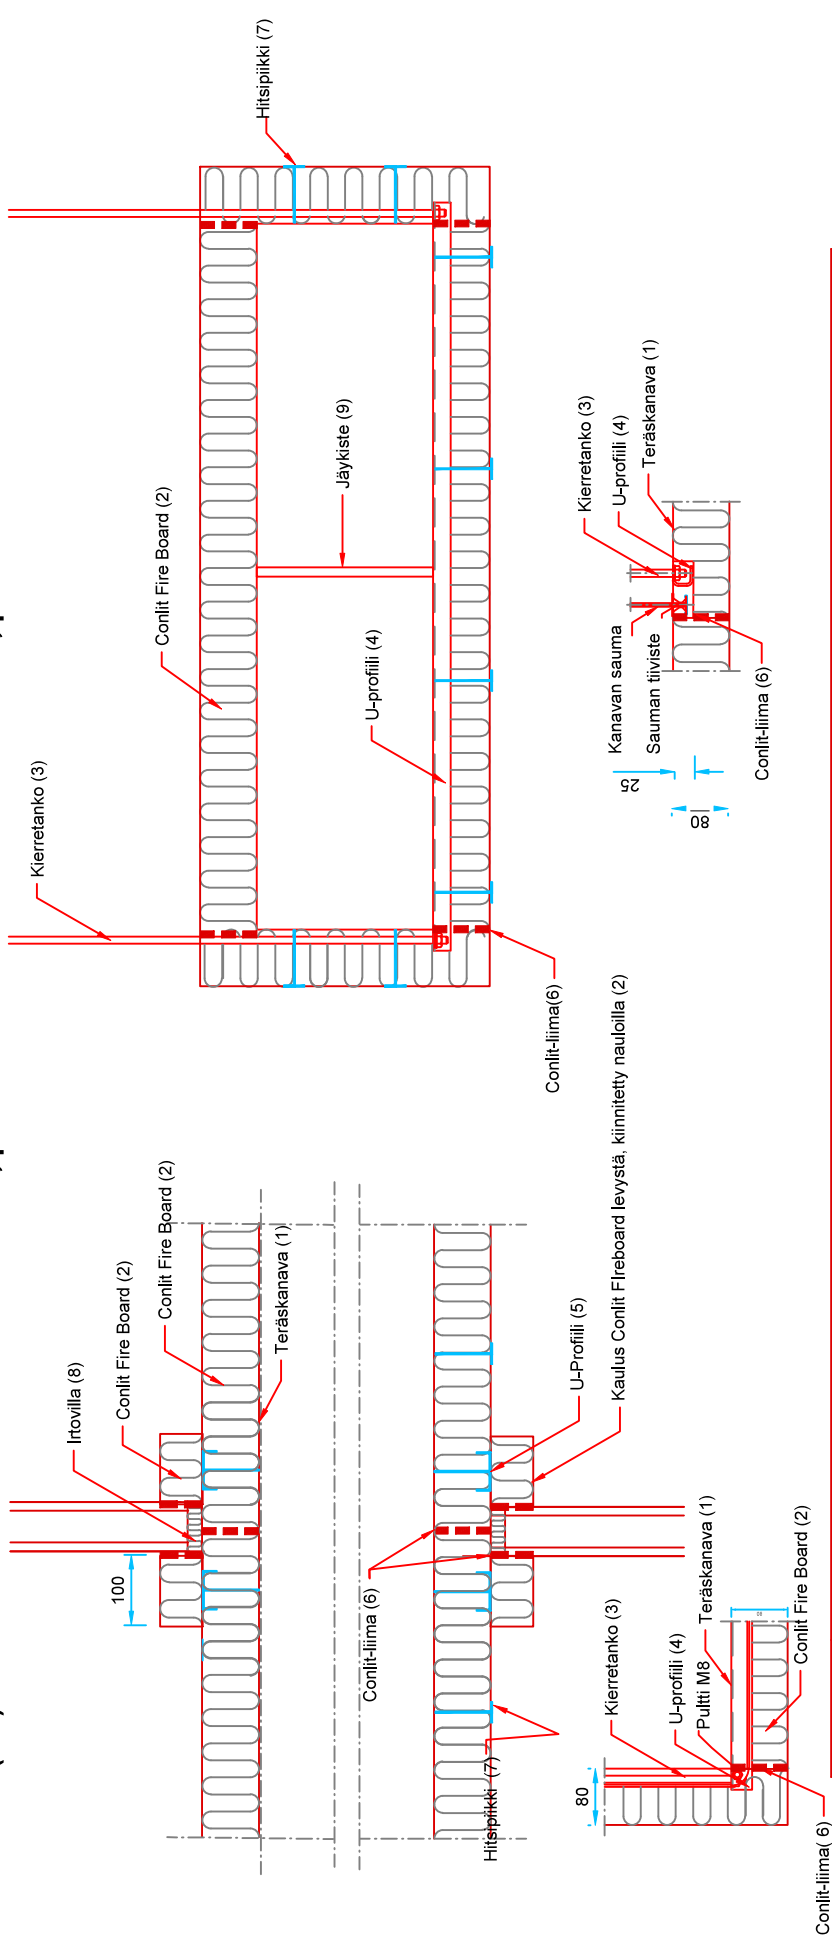 Hitsipiikki (7)
Conlit Fire Board (2)
Jäykiste (9)
U-profiili (4)
Kierretanko (3)
Conlit-liima(6)
Kierretanko (3)
U-profiili (4)
Teräskanava (1)
Kanavan sauma
Sauman tiiviste
Conlit-liima (6)
25
80
Irtovilla (8)
Conlit Fire Board (2)
Conlit Fire Board (2)
Teräskanava (1)
100
Conlit-liima (6)
U-Profiili (5)
Kaulus Conlit FIreboard levystä, kiinnitetty nauloilla (2)
Hitsipiikki (7)
Kierretanko (3)
U-profiili (4)
Pultti M8
Teräskanava (1)
Conlit Fire Board (2)
80
Conlit-liima( 6)